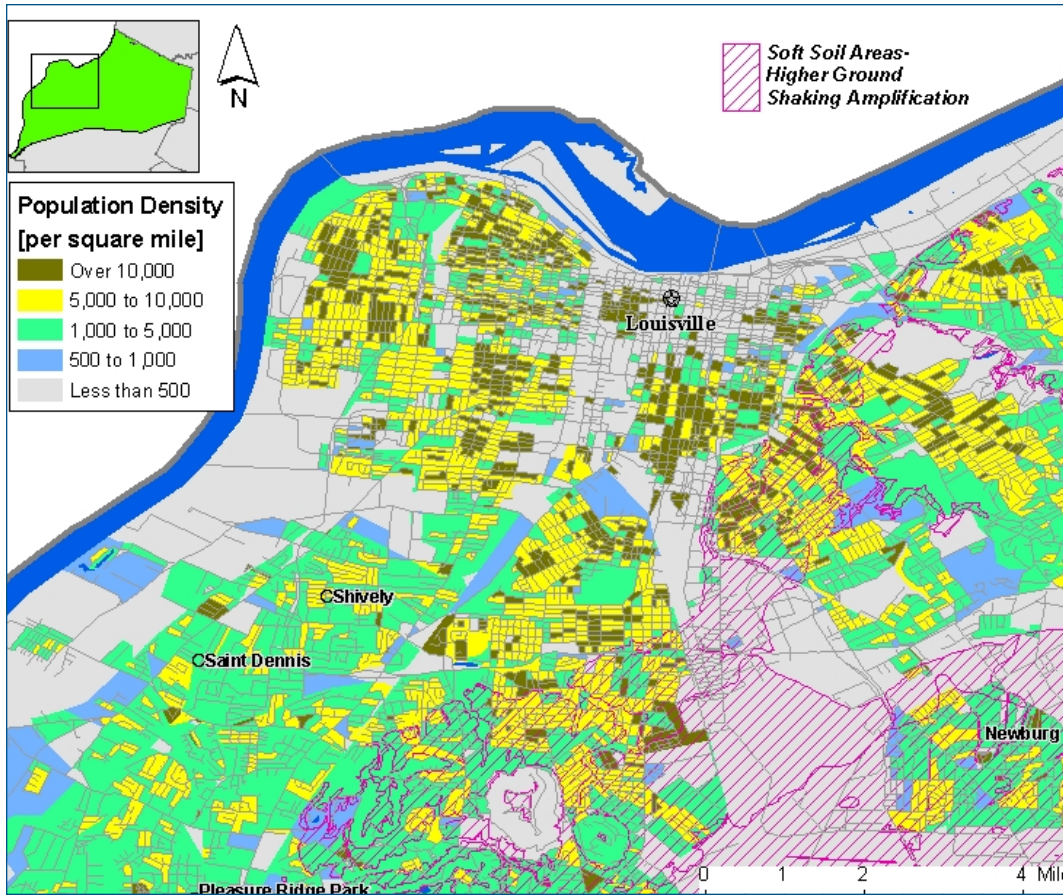 N
Soft Soil Areas-
Higher Ground
Shaking Amplification
Population Density
[per square mile]
Over 10,000
5,000 to 10,000
1,000 to 5,000
500 to 1,000
Less than 500
Louisville
Shively
Saint Dennis
Newburg
Pleasure Ridge Park
0 1 2 4 Mile